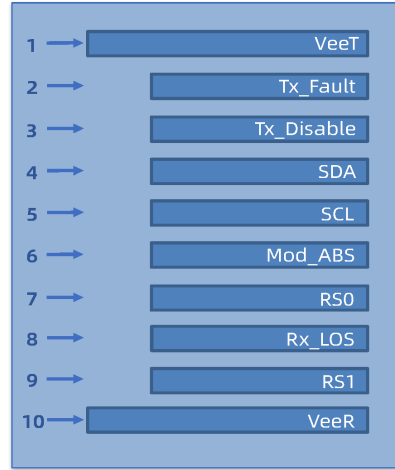 1 VeeT
2 Tx_Fault
3 Tx_Disable
4 SDA
5 SCL
6 Mod_ABS
7 RS0
8 Rx_LOS
9 RS1
10 VeeR